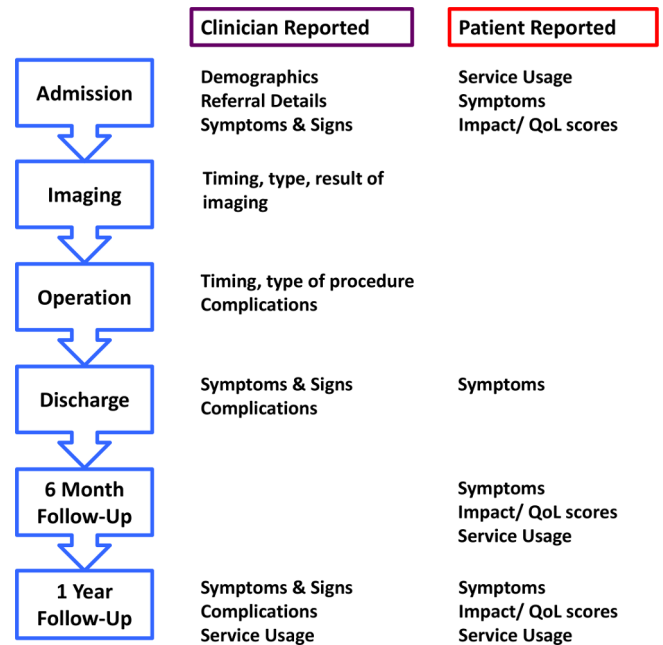 Clinician Reported
Patient Reported
Admission
Demographics
Referral Details
Symptoms & Signs
Service Usage
Symptoms
Impact/ QoL scores
Imaging
Timing, type, result of
imaging
Operation
Timing, type of procedure
Complications
Discharge
Symptoms & Signs
Complications
Symptoms
6 Month
Follow-Up
Symptoms
Impact/ QoL scores
Service Usage
1 Year
Follow-Up
Symptoms & Signs
Complications
Service Usage
Symptoms
Impact/ QoL scores
Service Usage